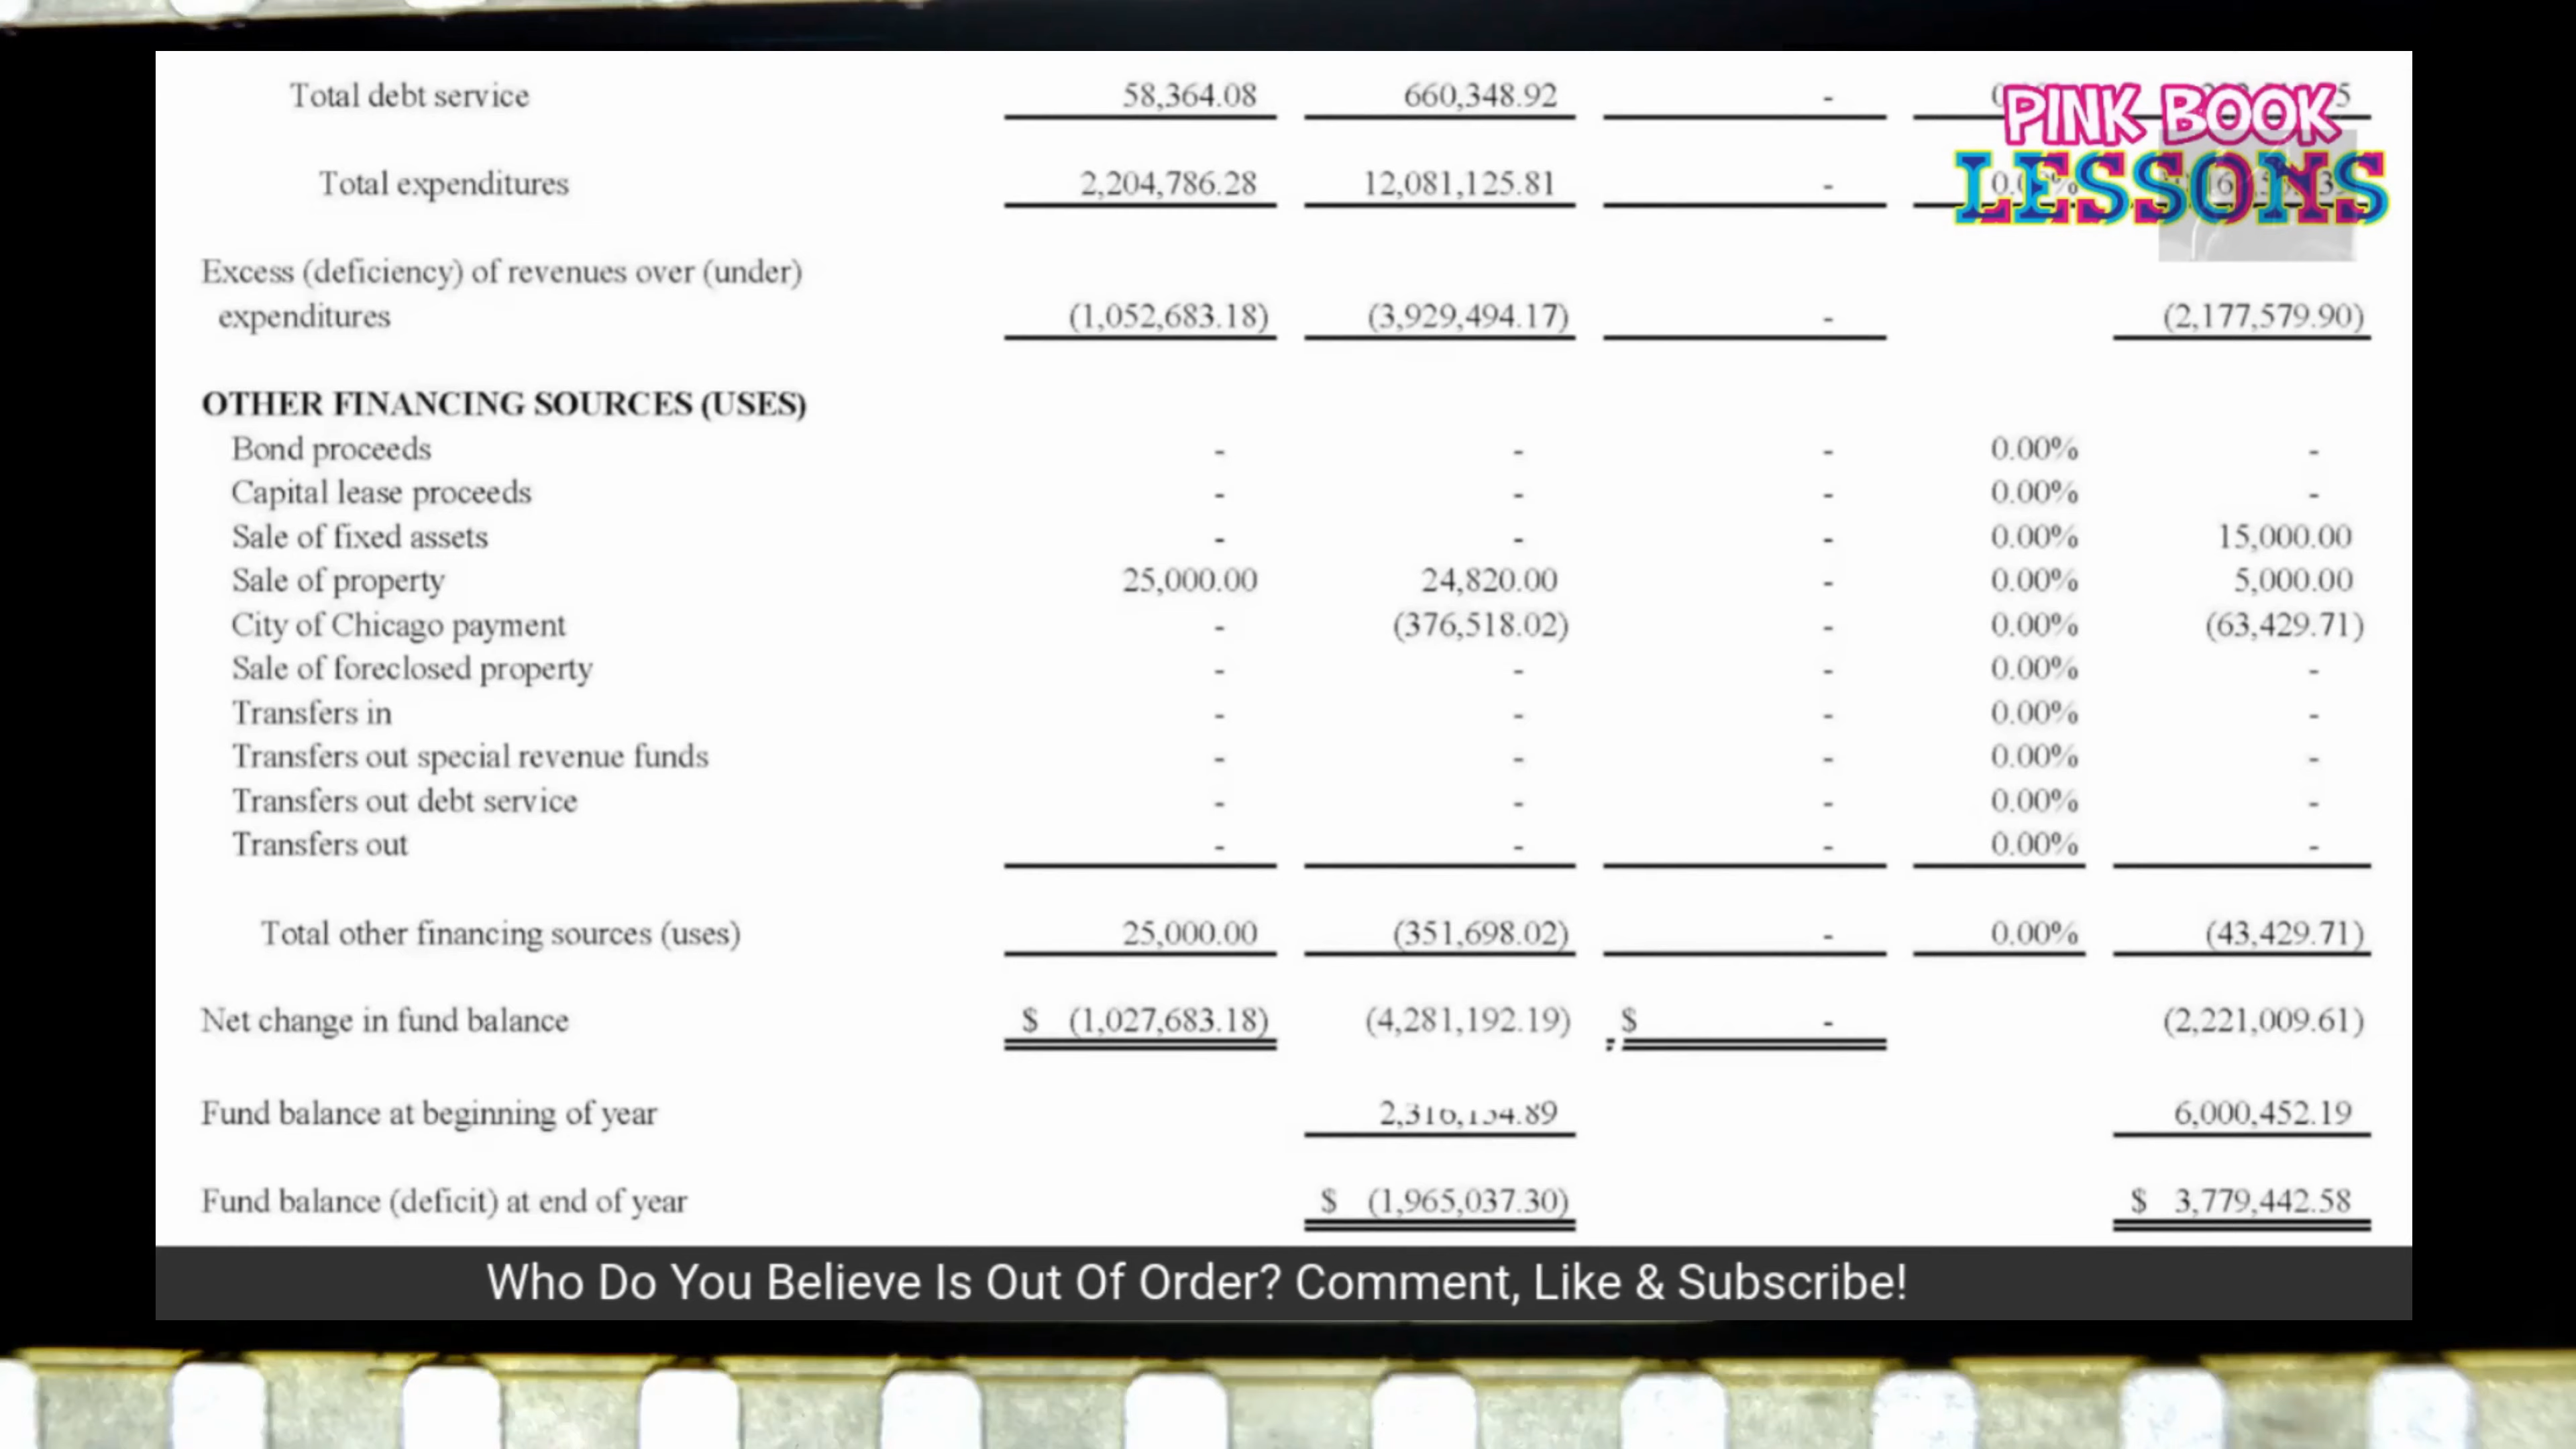 Total debt service 58,364.08 660,348.92 -
PINK BOOK
LESSONS
Total expenditures 2,204,786.28 12,081,125.81 -
Excess (deficiency) of revenues over (under)
expenditures (1,052,683.18) (3,929,494.17) - (2,177,579.90)
OTHER FINANCING SOURCES (USES)
Bond proceeds - - - 0.00% -
Capital lease proceeds - - - 0.00% -
Sale of fixed assets - - - 0.00% 15,000.00
Sale of property 25,000.00 24,820.00 - 0.00% 5,000.00
City of Chicago payment - (376,518.02) - 0.00% (63,429.71)
Sale of foreclosed property - - - 0.00% -
Transfers in - - - 0.00% -
Transfers out special revenue funds - - - 0.00% -
Transfers out debt service - - - 0.00% -
Transfers out - - - 0.00% -
Total other financing sources (uses) 25,000.00 (351,698.02) - 0.00% (43,429.71)
Net change in fund balance $ (1,027,683.18) (4,281,192.19) $ - (2,221,009.61)
Fund balance at beginning of year 6,000,452.19
Fund balance (deficit) at end of year $ (1,965,037.30) $ 3,779,442.58
Who Do You Believe Is Out Of Order? Comment, Like & Subscribe!